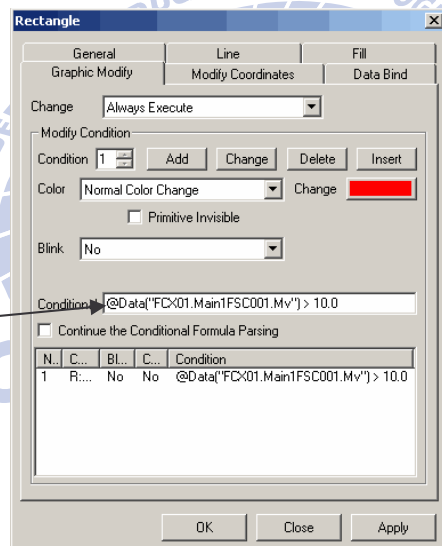 Rectangle
General Line Fill
Graphic Modify Modify Coordinates Data Bind
Change Always Execute
Modify Condition
Condition 1 Add Change Delete Insert
Color Normal Color Change Change
Primitive Invisible
Blink No
Conditional @Data("FCX01.Main1FSC001.Mv") > 10.0
Continue the Conditional Formula Parsing
N... C... Bl... C... Condition
1 R:... No No @Data("FCX01.Main1FSC001.Mv") > 10.0
OK Close Apply